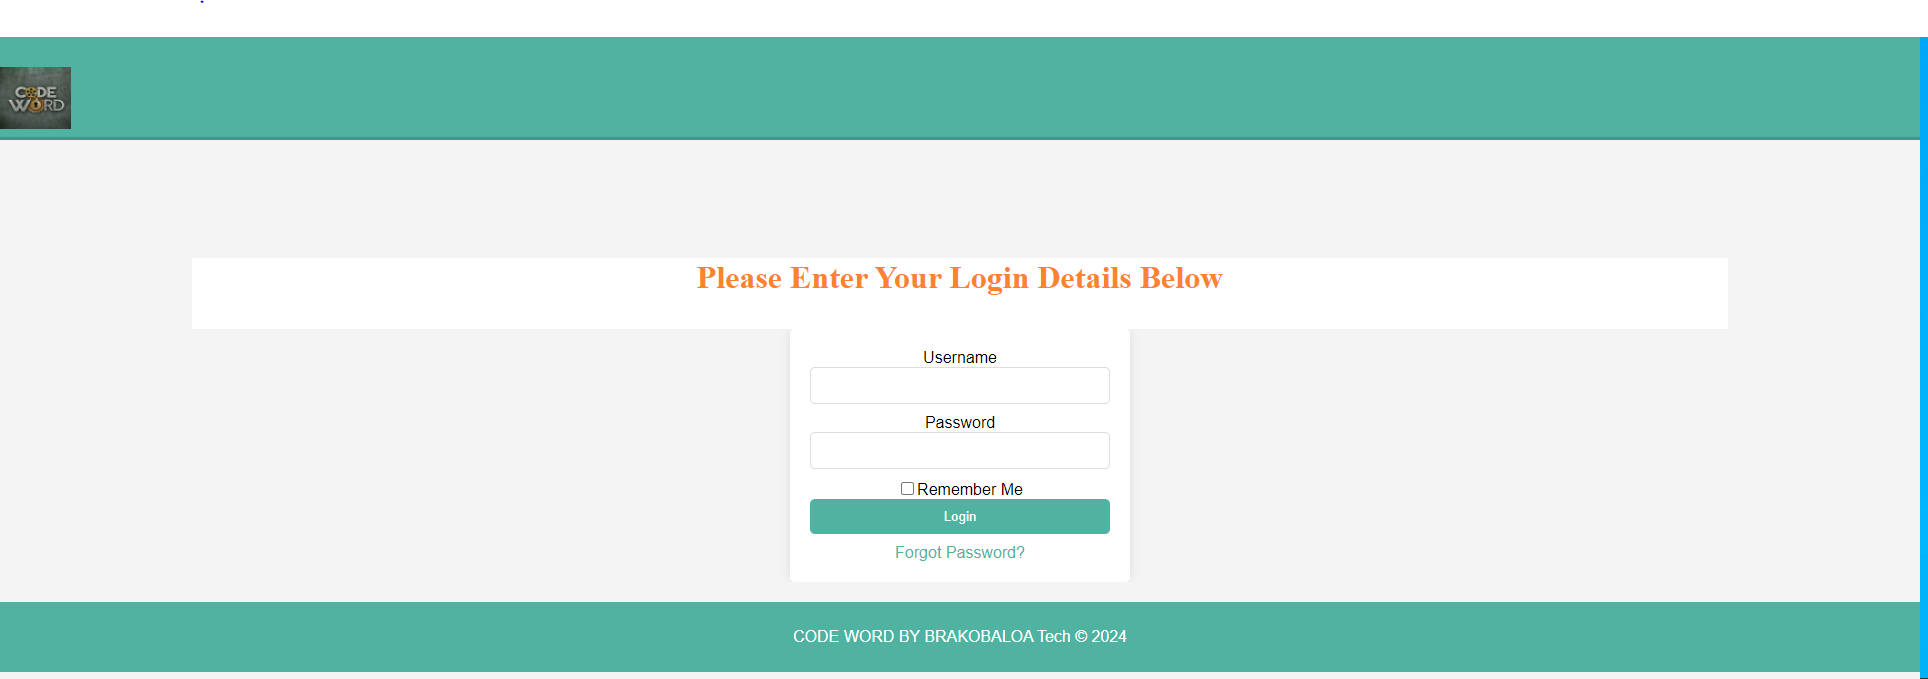 CODE
WORD
Please Enter Your Login Details Below
Username
Password
Remember Me
Login
Forgot Password?
CODE WORD BY BRAKOBALOA Tech © 2024